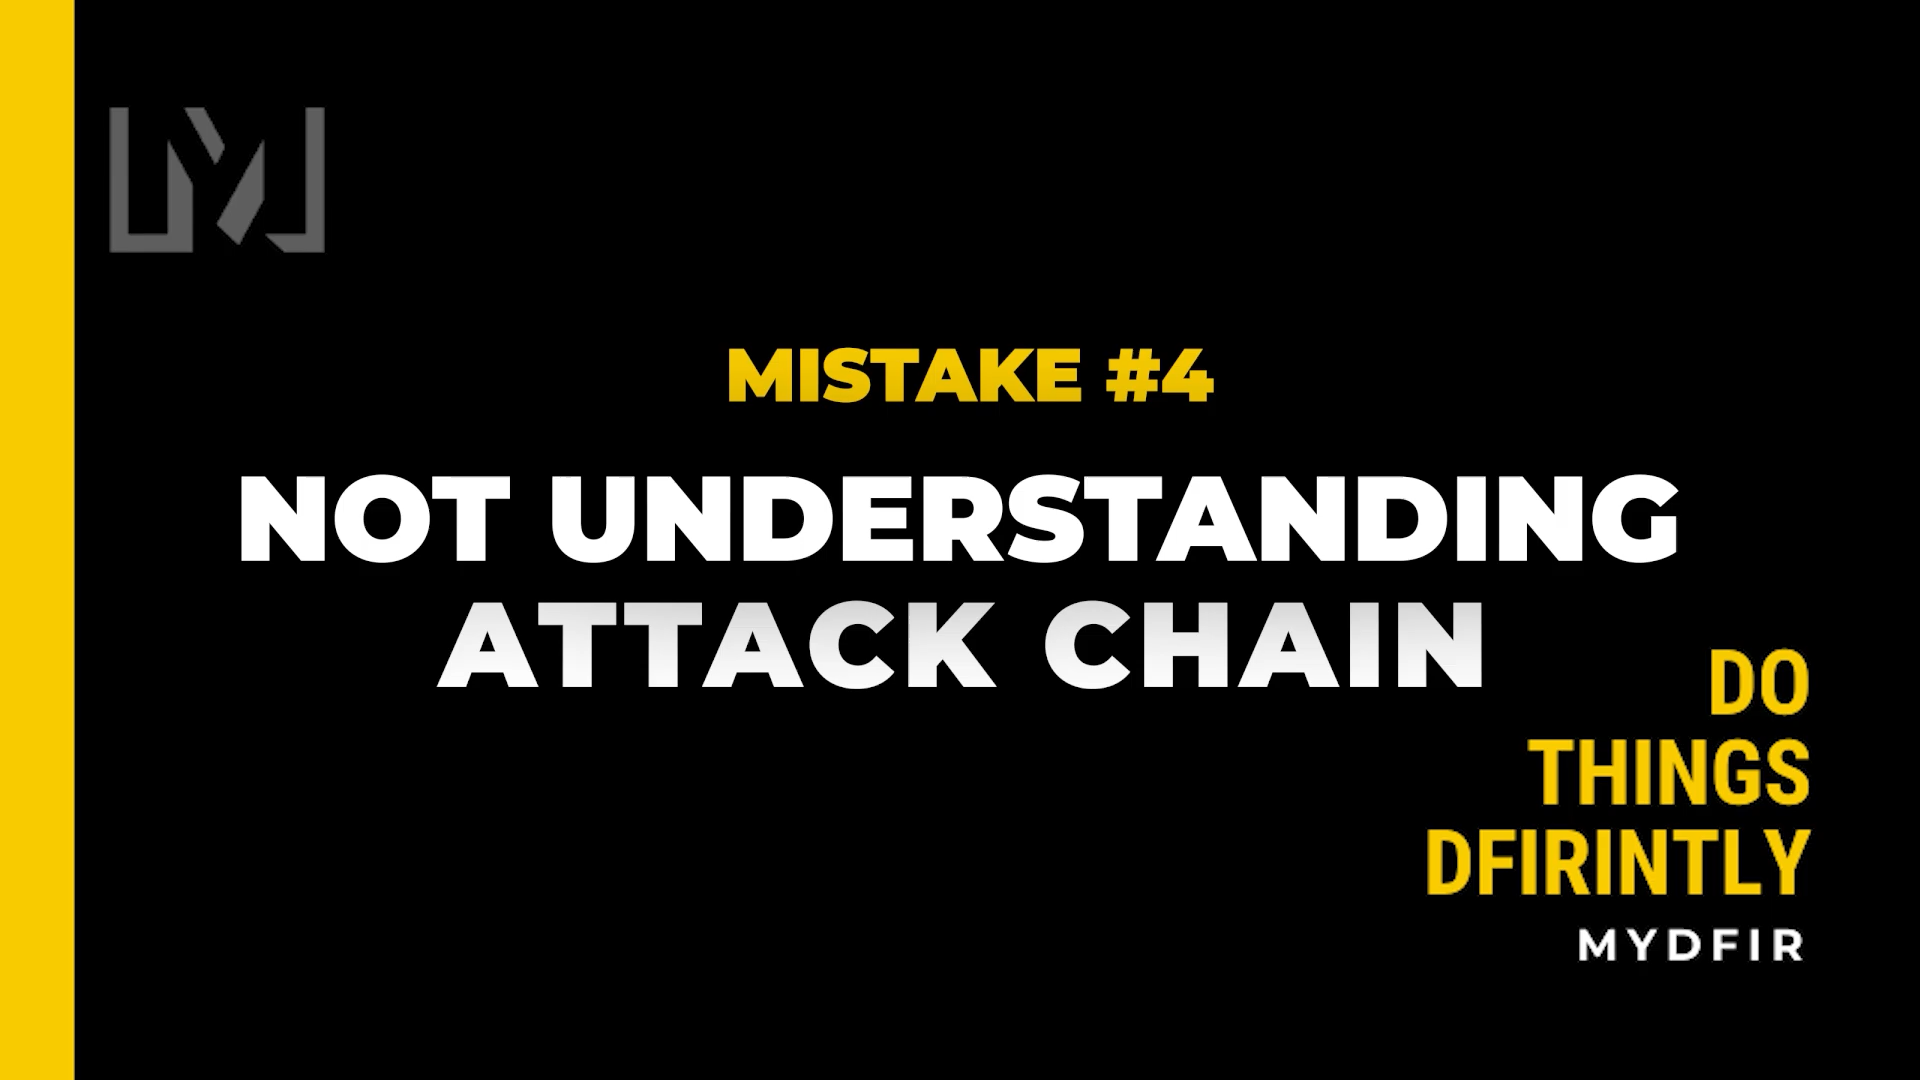 MISTAKE #4
NOT UNDERSTANDING
ATTACK CHAIN
DO
THINGS
DFIRINTLY
MYDFIR